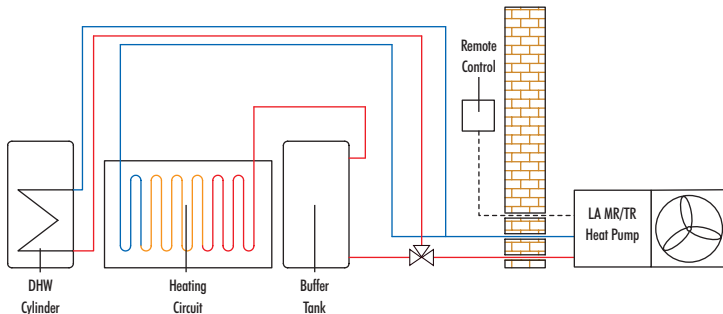 Remote
Control
LA MR/TR
Heat Pump
DHW
Cylinder
Heating
Circuit
Buffer
Tank